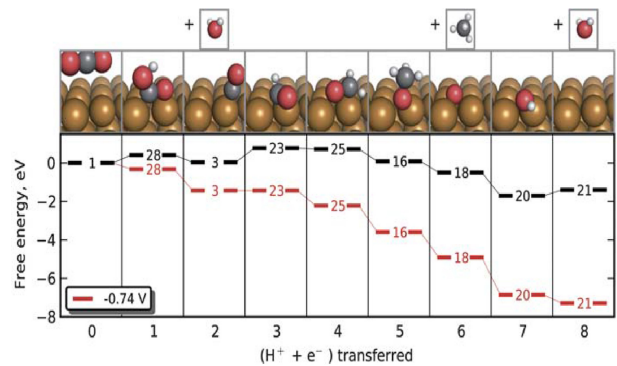 + + +
Free energy, eV
0
−2
−4
−6
−8
1 28 3 23 25 16 18 20 21
28 3 23 25 16 18 20 21
-0.74 V
0 1 2 3 4 5 6 7 8
(H⁺ + e⁻ ) transferred